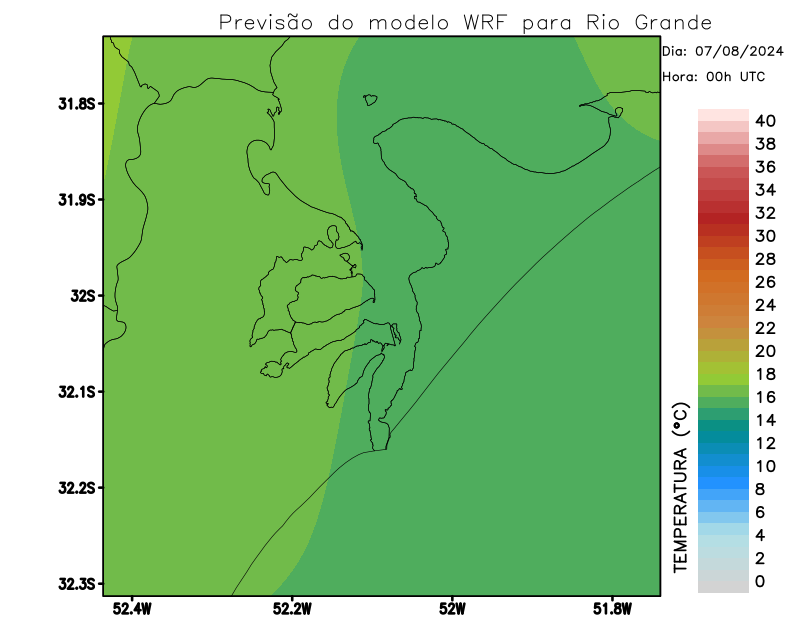 Previsão do modelo WRF para Rio Grande
Dia: 07/08/2024
Hora: 00h UTC
31.8S
31.9S
32S
32.1S
32.2S
32.3S
52.4W
52.2W
52W
51.8W
TEMPERATURA (°C)
40
38
36
34
32
30
28
26
24
22
20
18
16
14
12
10
8
6
4
2
0